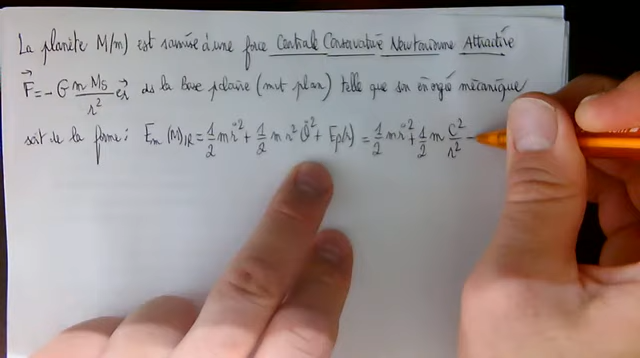 La planète M(m) est soumise à une force Centrale Conservative Newtonienne Attractive
F⃗ = - G m Ms / r² e⃗r ds la base polaire (mvt plan) telle que son énergie mécanique
soit de la forme : Em (M)/R = 1/2 m ṙ² + 1/2 m r² θ̇² + Ep(r) = 1/2 m ṙ² + 1/2 m C²/r² -